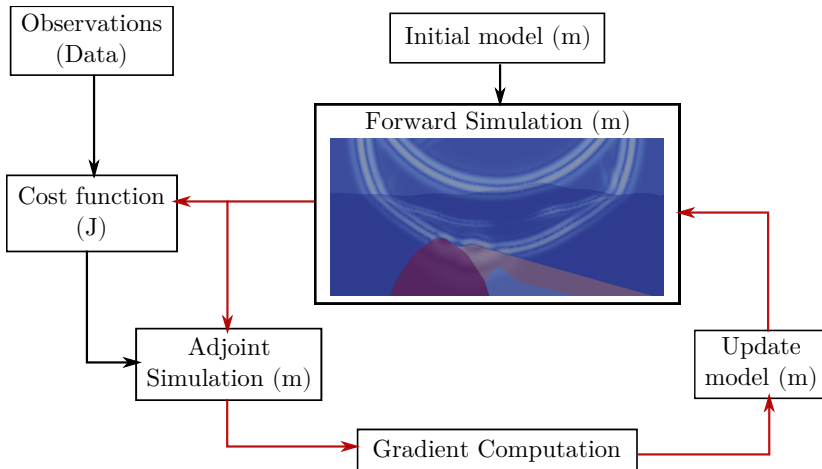 Observations
(Data)
Initial model (m)
Forward Simulation (m)
Cost function
(J)
Adjoint
Simulation (m)
Update
model (m)
Gradient Computation